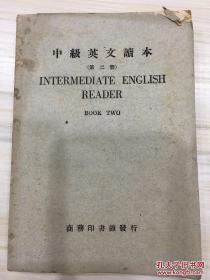 中級英文讀本
(第二冊)
INTERMEDIATE ENGLISH
READER
BOOK TWO
商務印書館發行